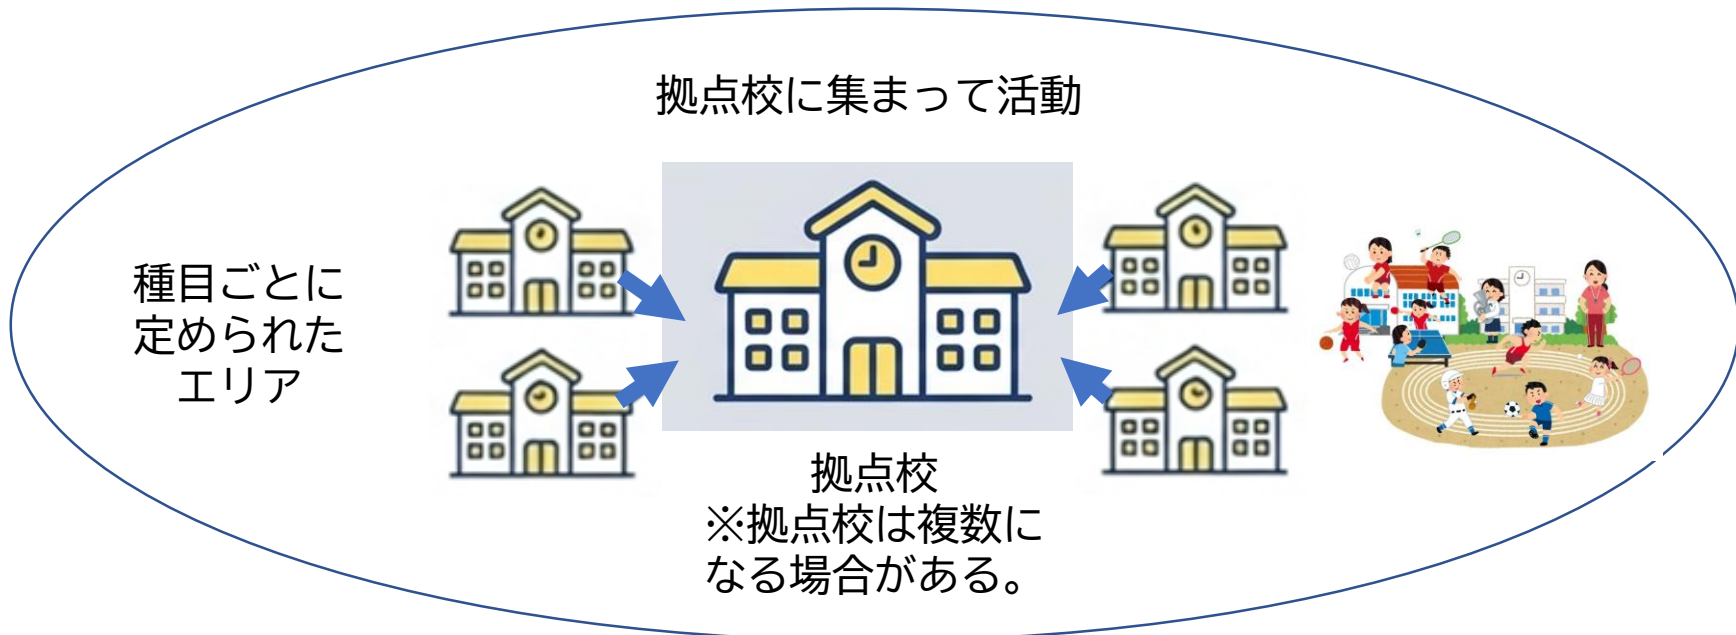 拠点校に集まって活動
種目ごとに
定められた
エリア
拠点校
※拠点校は複数に
なる場合がある。